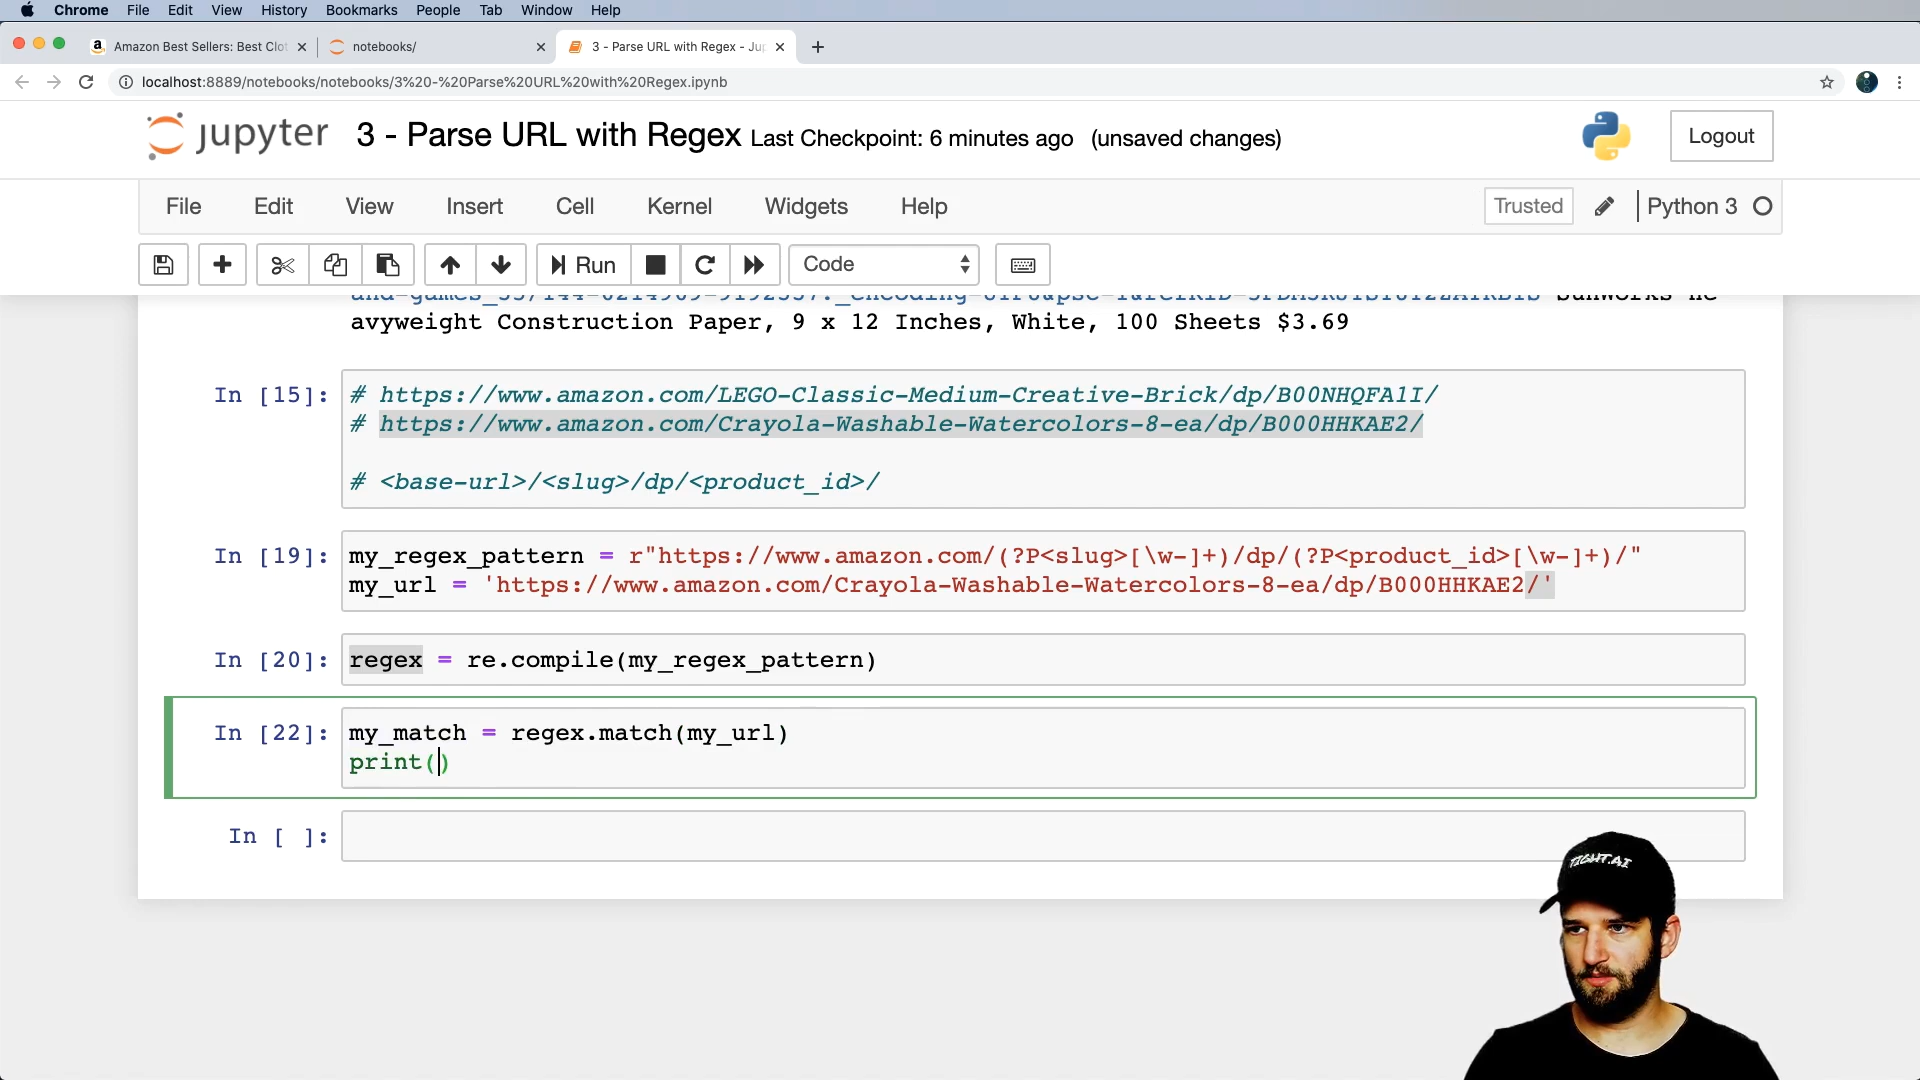 Chrome File Edit View History Bookmarks People Tab Window Help
Amazon Best Sellers: Best Clot
notebooks/
3 - Parse URL with Regex - Jup
localhost:8889/notebooks/notebooks/3%20-%20Parse%20URL%20with%20Regex.ipynb
jupyter 3 - Parse URL with Regex Last Checkpoint: 6 minutes ago (unsaved changes)
Logout
File Edit View Insert Cell Kernel Widgets Help
Trusted
Python 3
Run
Code
avyweight Construction Paper, 9 x 12 Inches, White, 100 Sheets $3.69
In [15]: # https://www.amazon.com/LEGO-Classic-Medium-Creative-Brick/dp/B00NHQFA1I/
# https://www.amazon.com/Crayola-Washable-Watercolors-8-ea/dp/B000HHKAE2/
# <base-url>/<slug>/dp/<product_id>/
In [19]: my_regex_pattern = r"https://www.amazon.com/(?P<slug>[\w-]+)/dp/(?P<product_id>[\w-]+)/"
my_url = 'https://www.amazon.com/Crayola-Washable-Watercolors-8-ea/dp/B000HHKAE2/'
In [20]: regex = re.compile(my_regex_pattern)
In [22]: my_match = regex.match(my_url)
print()
In [ ]:
TIGHT.AI